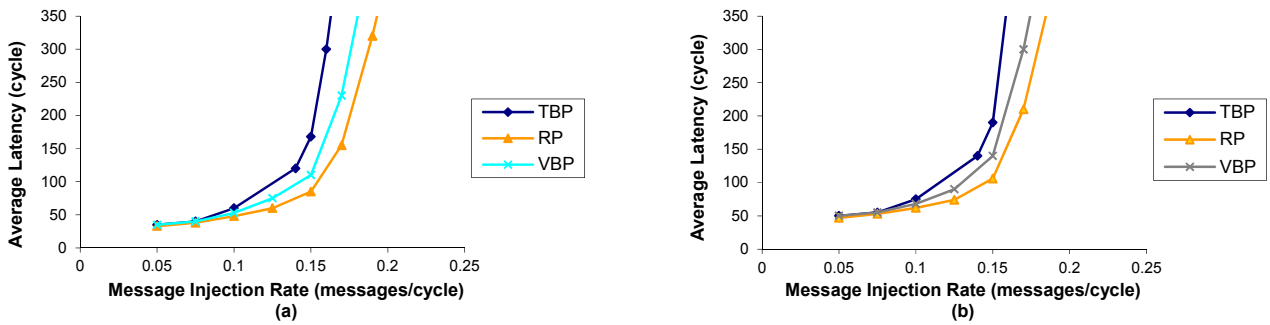 350
300
250
200
150
100
50
0
Average Latency (cycle)
0 0.05 0.1 0.15 0.2 0.25
Message Injection Rate (messages/cycle)
(a)
TBP
RP
VBP
350
300
250
200
150
100
50
0
Average Latency (cycle)
0 0.05 0.1 0.15 0.2 0.25
Message Injection Rate (messages/cycle)
(b)
TBP
RP
VBP